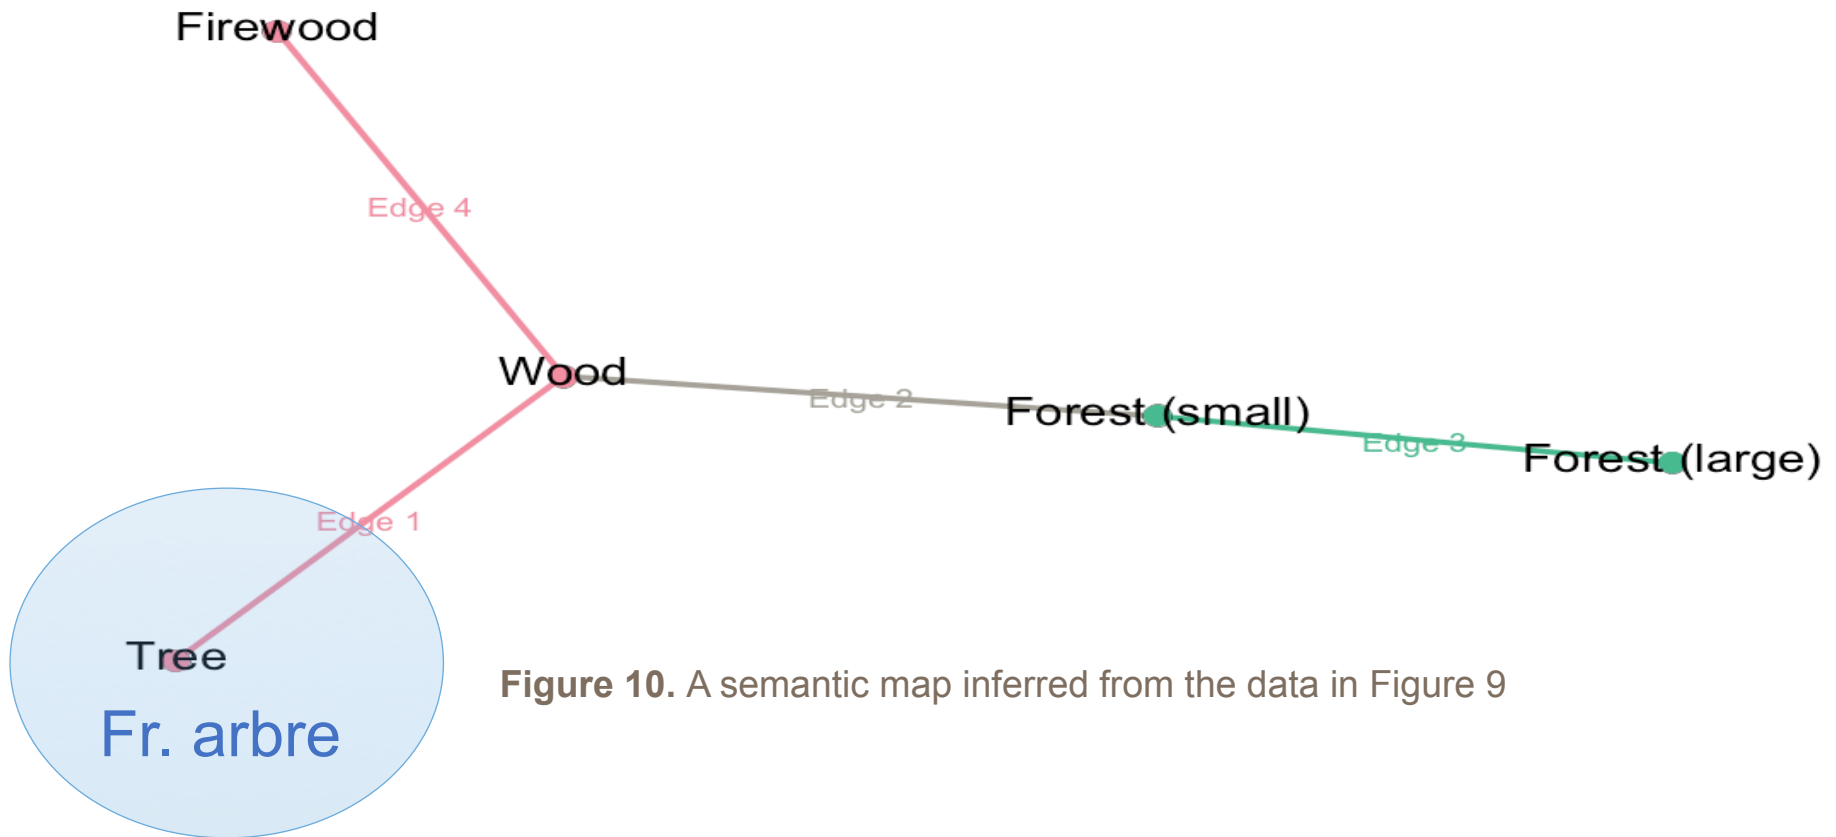 Firewood
Edge 4
Wood
Edge 2
Forest (small)
Edge 3
Forest (large)
Edge 1
Tree
Fr. arbre
Figure 10. A semantic map inferred from the data in Figure 9